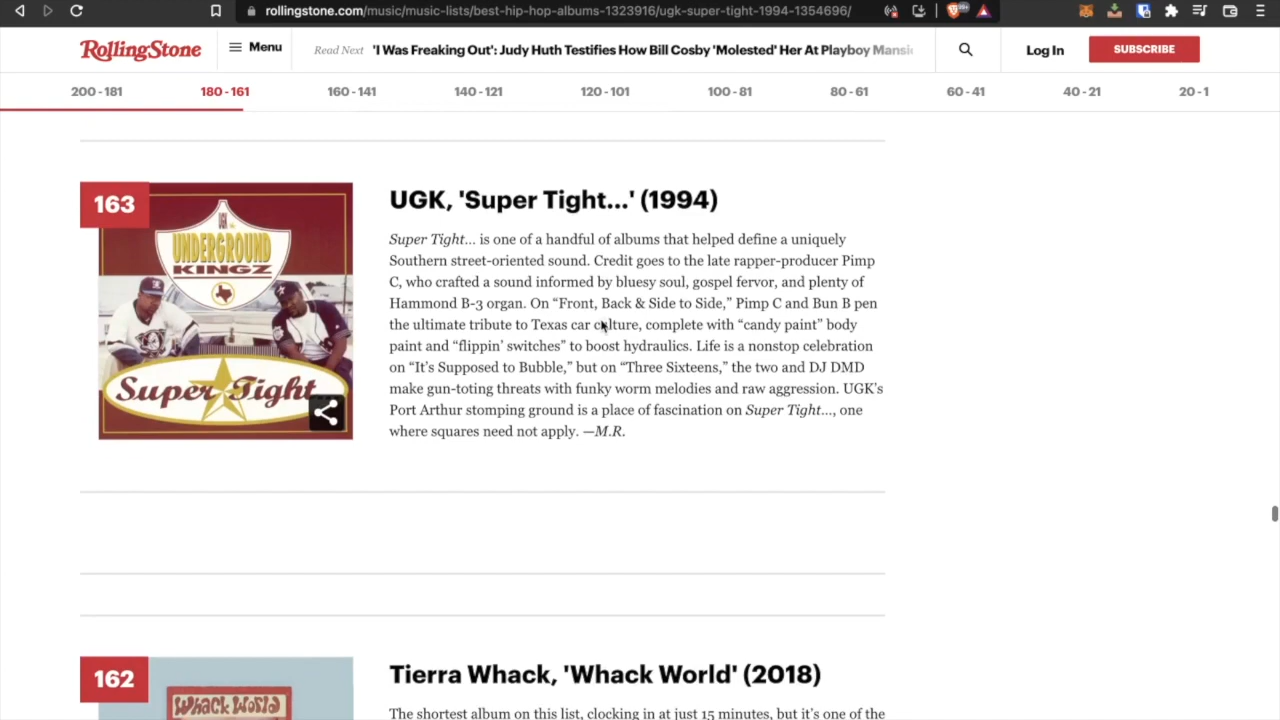 rollingstone.com/music/music-lists/best-hip-hop-albums-1323916/ugk-super-tight-1994-1354696/
99+
RollingStone
Menu
Read Next 'I Was Freaking Out': Judy Huth Testifies How Bill Cosby 'Molested' Her At Playboy Mansi
Log In
SUBSCRIBE
200-181
180-161
160-141
140-121
120-101
100-81
80-61
60-41
40-21
20-1
163
UGK
UNDERGROUND
KINGZ
Super Tight
UGK, 'Super Tight...' (1994)
Super Tight... is one of a handful of albums that helped define a uniquely
Southern street-oriented sound. Credit goes to the late rapper-producer Pimp
C, who crafted a sound informed by bluesy soul, gospel fervor, and plenty of
Hammond B-3 organ. On “Front, Back & Side to Side,” Pimp C and Bun B pen
the ultimate tribute to Texas car culture, complete with “candy paint” body
paint and “flippin’ switches” to boost hydraulics. Life is a nonstop celebration
on “It’s Supposed to Bubble,” but on “Three Sixteens,” the two and DJ DMD
make gun-toting threats with funky worm melodies and raw aggression. UGK’s
Port Arthur stomping ground is a place of fascination on Super Tight..., one
where squares need not apply. —M.R.
162
Whack World
Tierra Whack, 'Whack World' (2018)
The shortest album on this list, clocking in at just 15 minutes, but it’s one of the